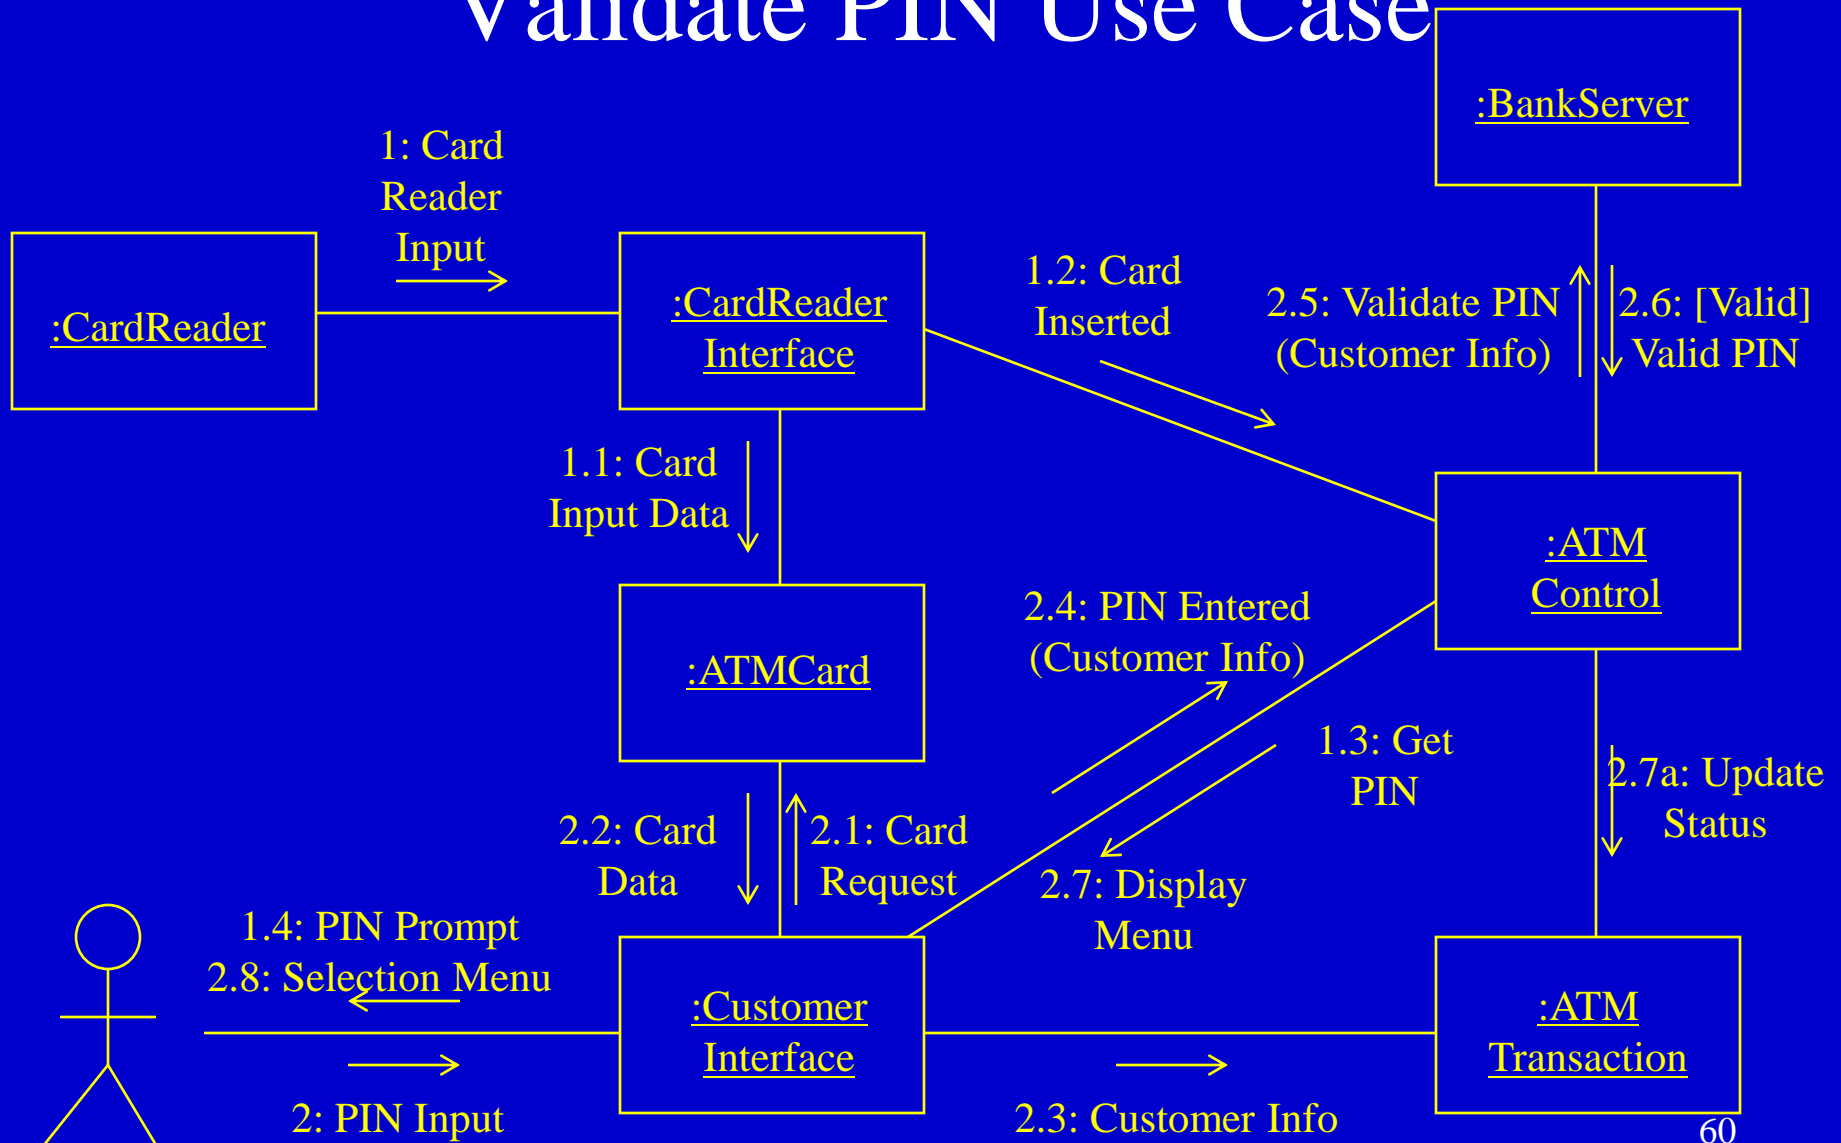 Validate PIN Use Case
:BankServer
1: Card
Reader
Input
:CardReader
:CardReader
Interface
1.2: Card
Inserted
2.5: Validate PIN
(Customer Info)
2.6: [Valid]
Valid PIN
1.1: Card
Input Data
:ATM
Control
2.4: PIN Entered
(Customer Info)
:ATMCard
1.3: Get
PIN
2.7a: Update
Status
2.2: Card
Data
2.1: Card
Request
2.7: Display
Menu
1.4: PIN Prompt
2.8: Selection Menu
:Customer
Interface
:ATM
Transaction
2: PIN Input
2.3: Customer Info
60